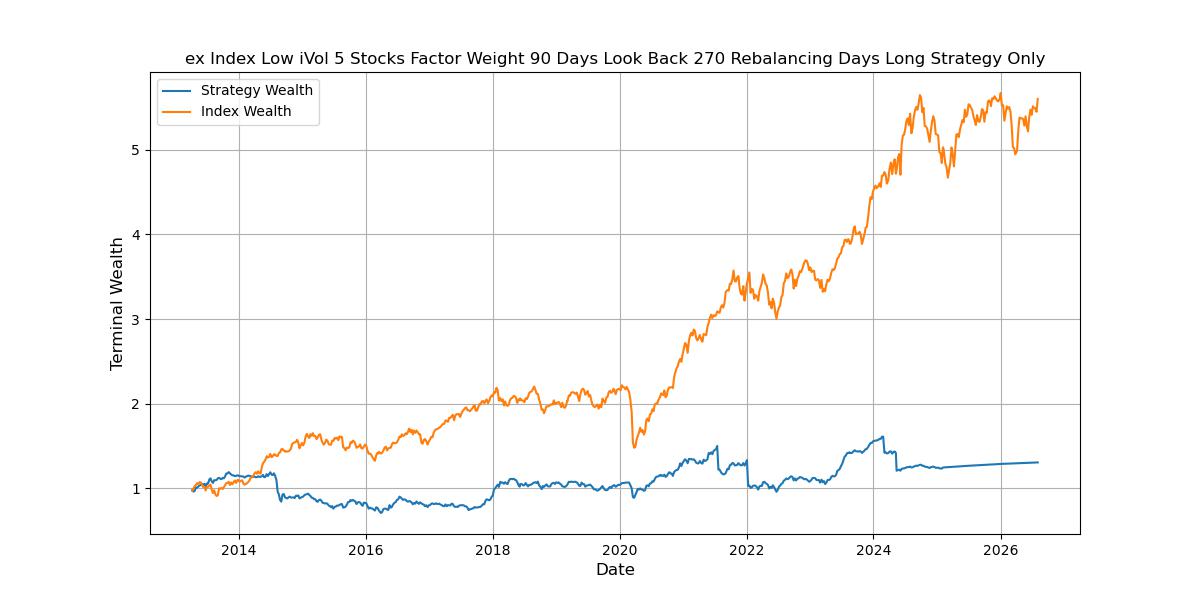 ex Index Low iVol 5 Stocks Factor Weight 90 Days Look Back 270 Rebalancing Days Long Strategy Only
Strategy Wealth
Index Wealth
Terminal Wealth
5
4
3
2
1
2014 2016 2018 2020 2022 2024 2026
Date